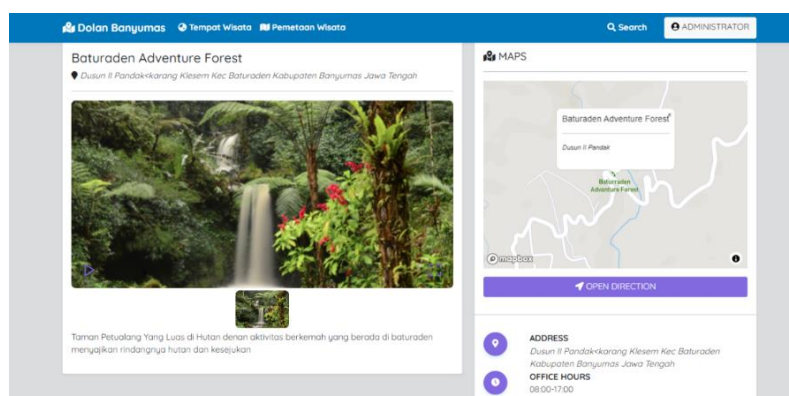 Dolan Banyumas Tempat Wisata Pemetaan Wisata Search ADMINISTRATOR
Baturaden Adventure Forest
Dusun II Pandak<karang Klesem Kec Baturaden Kabupaten Banyumas Jawa Tengah
Taman Petualang Yang Luas di Hutan denan aktivitas berkemah yang berada di baturaden
menyajikan rindangnya hutan dan kesejukan
MAPS
Baturaden Adventure Forest
Dusun II Pandak
Baturraden
Adventure Forest
mapbox
OPEN DIRECTION
ADDRESS
Dusun II Pandak<karang Klesem Kec Baturaden
Kabupaten Banyumas Jawa Tengah
OFFICE HOURS
08:00-17:00